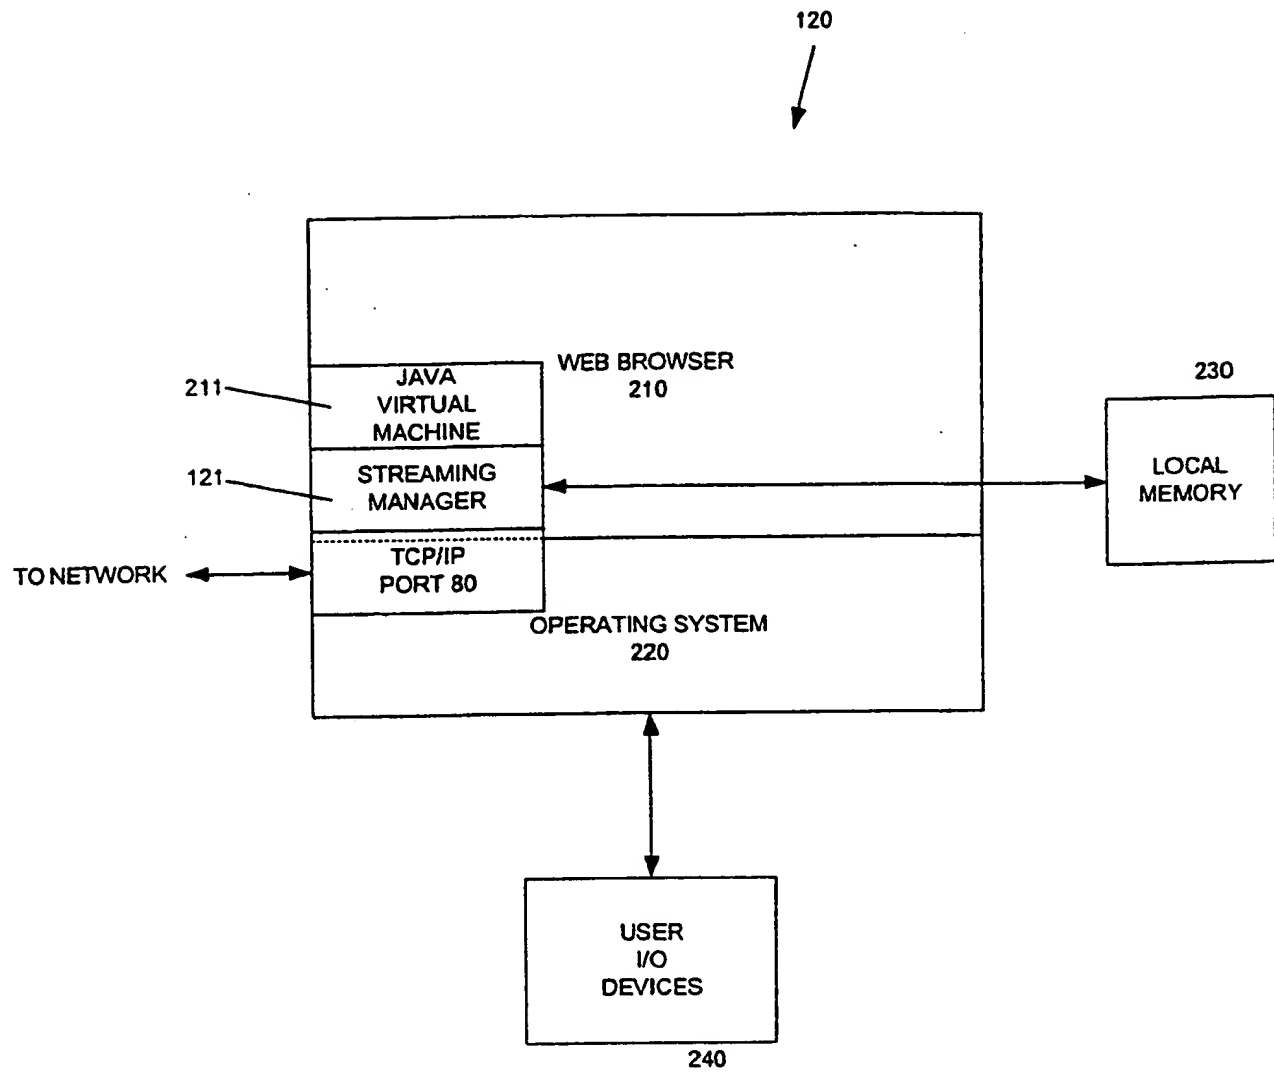 120
WEB BROWSER
210
211
JAVA
VIRTUAL
MACHINE
121
STREAMING
MANAGER
230
LOCAL
MEMORY
TO NETWORK
TCP/IP
PORT 80
OPERATING SYSTEM
220
USER
I/O
DEVICES
240